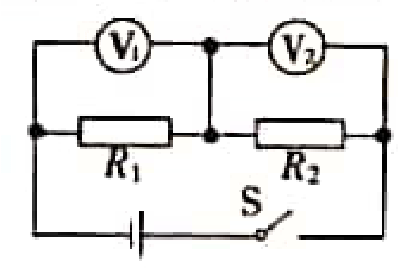 V₁ V₂
R₁ R₂
S